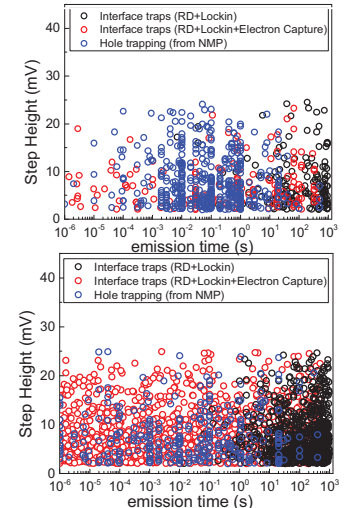 Interface traps (RD+Lockin)
Interface traps (RD+Lockin+Electron Capture)
Hole trapping (from NMP)
Step Height (mV)
40
30
20
10
0
10⁻⁶ 10⁻⁵ 10⁻⁴ 10⁻³ 10⁻² 10⁻¹ 10⁰ 10¹ 10² 10³
emission time (s)
Interface traps (RD+Lockin)
Interface traps (RD+Lockin+Electron Capture)
Hole trapping (from NMP)
Step Height (mV)
40
30
20
10
0
10⁻⁶ 10⁻⁵ 10⁻⁴ 10⁻³ 10⁻² 10⁻¹ 10⁰ 10¹ 10² 10³
emission time (s)